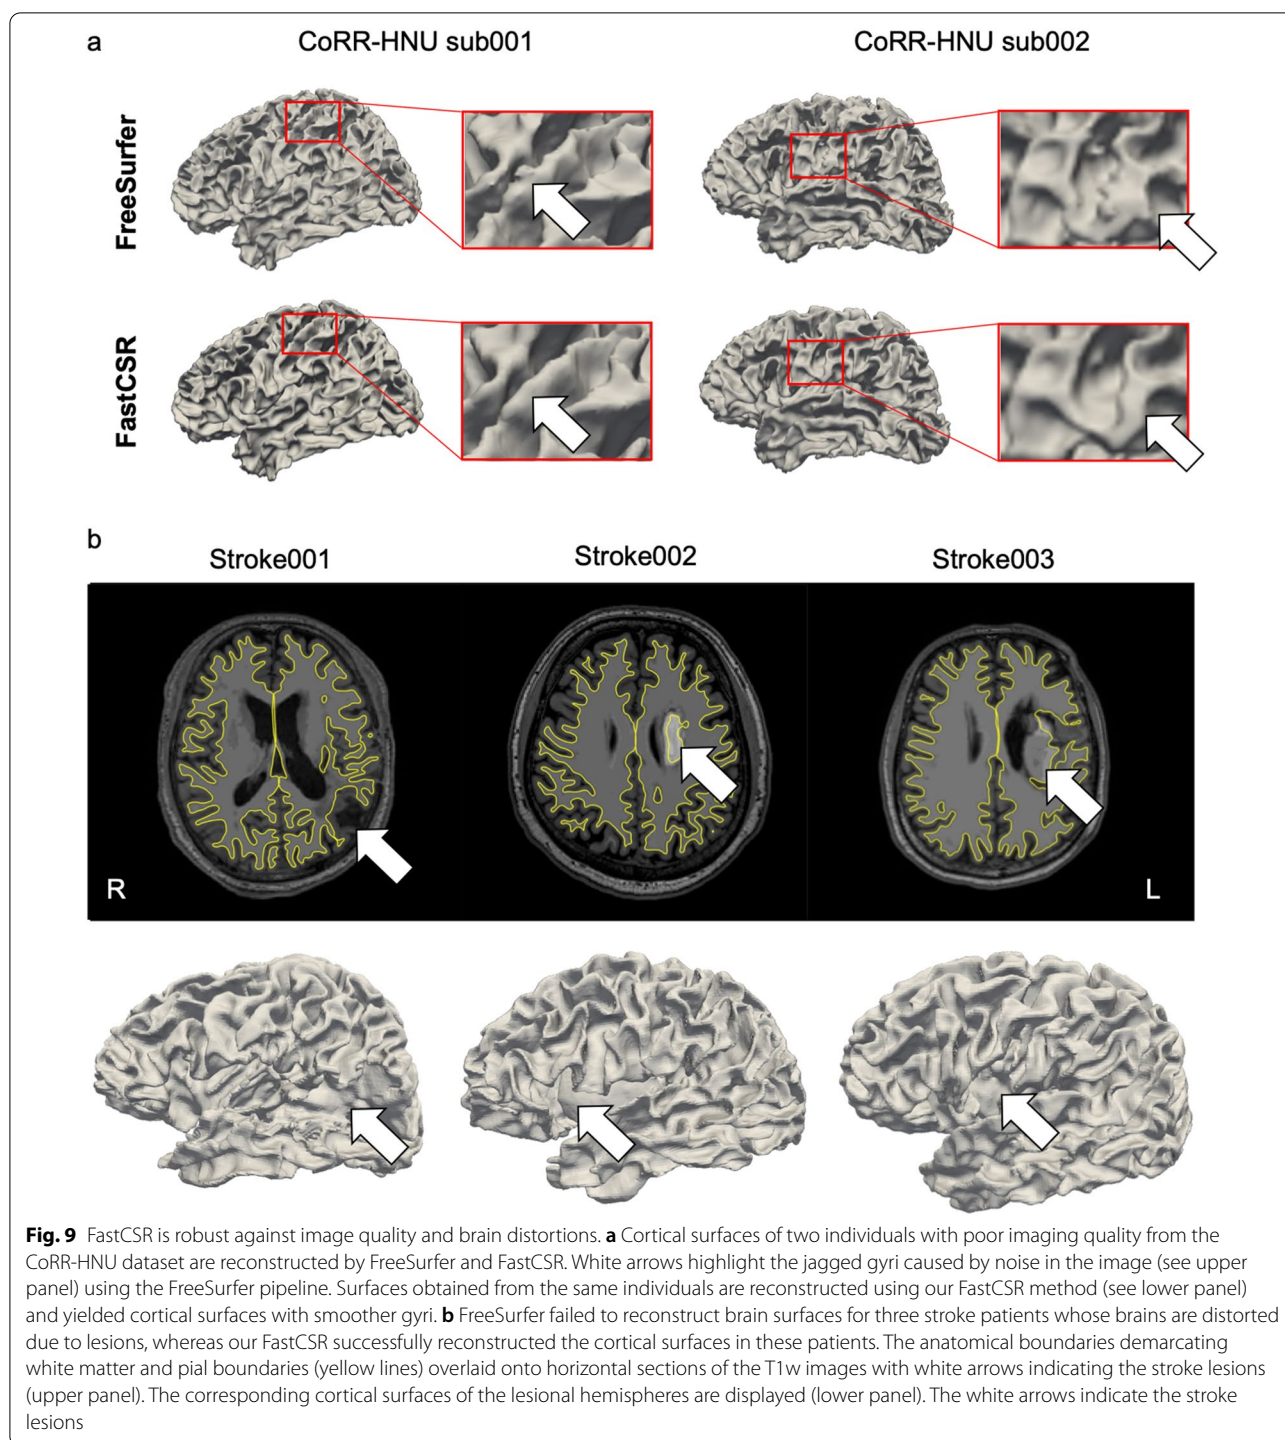 a
CoRR-HNU sub001
CoRR-HNU sub002
FreeSurfer
FastCSR
b
Stroke001
Stroke002
Stroke003
R
L
Fig. 9 FastCSR is robust against image quality and brain distortions. a Cortical surfaces of two individuals with poor imaging quality from the
CoRR-HNU dataset are reconstructed by FreeSurfer and FastCSR. White arrows highlight the jagged gyri caused by noise in the image (see upper
panel) using the FreeSurfer pipeline. Surfaces obtained from the same individuals are reconstructed using our FastCSR method (see lower panel)
and yielded cortical surfaces with smoother gyri. b FreeSurfer failed to reconstruct brain surfaces for three stroke patients whose brains are distorted
due to lesions, whereas our FastCSR successfully reconstructed the cortical surfaces in these patients. The anatomical boundaries demarcating
white matter and pial boundaries (yellow lines) overlaid onto horizontal sections of the T1w images with white arrows indicating the stroke lesions
(upper panel). The corresponding cortical surfaces of the lesional hemispheres are displayed (lower panel). The white arrows indicate the stroke
lesions